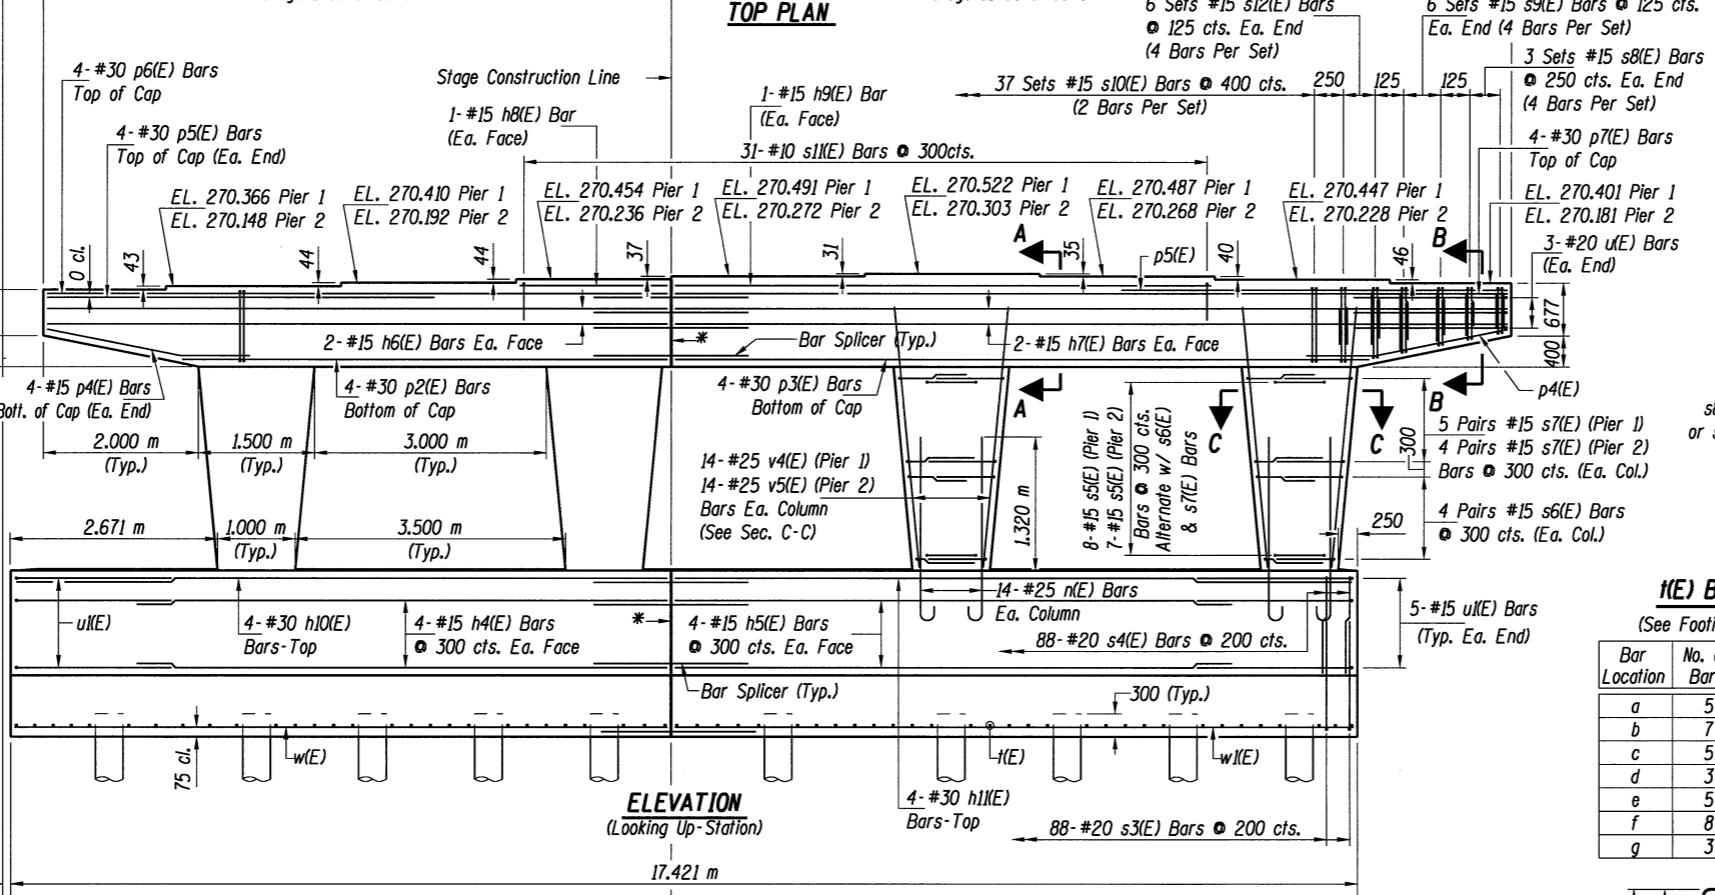 TOP PLAN
6 Sets #15 s12(E) Bars
@ 125 cts. Ea. End
(4 Bars Per Set)
6 Sets #15 s9(E) Bars @ 125 cts.
Ea. End (4 Bars Per Set)
3 Sets #15 s8(E) Bars
@ 250 cts. Ea. End
(4 Bars Per Set)
4-#30 p6(E) Bars
Top of Cap
Stage Construction Line
37 Sets #15 s10(E) Bars @ 400 cts.
(2 Bars Per Set)
250
125
125
1-#15 h8(E) Bar
(Ea. Face)
1-#15 h9(E) Bar
(Ea. Face)
4-#30 p5(E) Bars
Top of Cap (Ea. End)
4-#30 p7(E) Bars
Top of Cap
31-#10 s11(E) Bars @ 300cts.
EL. 270.366 Pier 1
EL. 270.148 Pier 2
EL. 270.410 Pier 1
EL. 270.192 Pier 2
EL. 270.454 Pier 1
EL. 270.236 Pier 2
EL. 270.491 Pier 1
EL. 270.272 Pier 2
EL. 270.522 Pier 1
EL. 270.303 Pier 2
EL. 270.487 Pier 1
EL. 270.268 Pier 2
EL. 270.447 Pier 1
EL. 270.228 Pier 2
EL. 270.401 Pier 1
EL. 270.181 Pier 2
3-#20 u(E) Bars
(Ea. End)
0 cl.
43
44
44
37
31
A
35
p5(E)
40
46
B
677
400
2-#15 h6(E) Bars Ea. Face
*
Bar Splicer (Typ.)
2-#15 h7(E) Bars Ea. Face
4-#15 p4(E) Bars
Bott. of Cap (Ea. End)
4-#30 p2(E) Bars
Bottom of Cap
4-#30 p3(E) Bars
Bottom of Cap
A
B
p4(E)
C
C
2.000 m
(Typ.)
1.500 m
(Typ.)
3.000 m
(Typ.)
14-#25 v4(E) (Pier 1)
14-#25 v5(E) (Pier 2)
Bars Ea. Column
(See Sec. C-C)
1.320 m
8-#15 s5(E) (Pier 1)
7-#15 s5(E) (Pier 2)
Bars @ 300 cts.
Alternate w/ s6(E)
& s7(E) Bars
300
5 Pairs #15 s7(E) (Pier 1)
4 Pairs #15 s7(E) (Pier 2)
Bars @ 300 cts. (Ea. Col.)
or
2.671 m
1.000 m
(Typ.)
3.500 m
(Typ.)
250
4 Pairs #15 s6(E) Bars
@ 300 cts. (Ea. Col.)
u1(E)
4-#30 h10(E)
Bars-Top
4-#15 h4(E) Bars
@ 300 cts. Ea. Face
*
4-#15 h5(E) Bars
@ 300 cts. Ea. Face
14-#25 n(E) Bars
Ea. Column
88-#20 s4(E) Bars @ 200 cts.
5-#15 u1(E) Bars
(Typ. Ea. End)
Bar Splicer (Typ.)
300 (Typ.)
75 cl.
w(E)
t(E)
w1(E)
ELEVATION
(Looking Up-Station)
4-#30 h11(E)
Bars-Top
88-#20 s3(E) Bars @ 200 cts.
17.421 m
t(E) B
(See Footi
Bar Location No. Bar
a 5
b 7
c 5
d 3
e 5
f 8
g 3